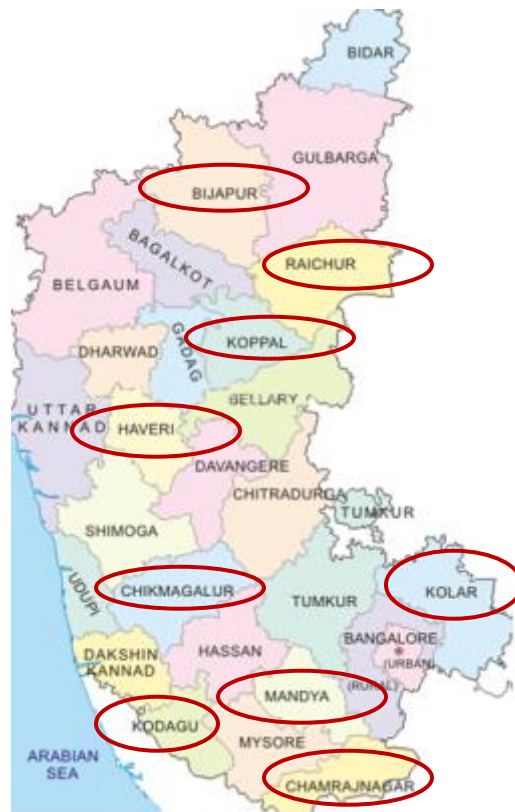 BIDAR
GULBARGA
BIJAPUR
BAGALKOT
RAICHUR
BELGAUM
KOPPAL
GADAG
DHARWAD
BELLARY
UTTAR
KANNAD
HAVERI
DAVANGERE
CHITRADURGA
TUMKUR
SHIMOGA
CHIKMAGALUR
UDUPI
TUMKUR
KOLAR
BANGALORE
(URBAN)
(RURAL)
HASSAN
DAKSHIN
KANNAD
MANDYA
KODAGU
MYSORE
ARABIAN
SEA
CHAMRAJNAGAR